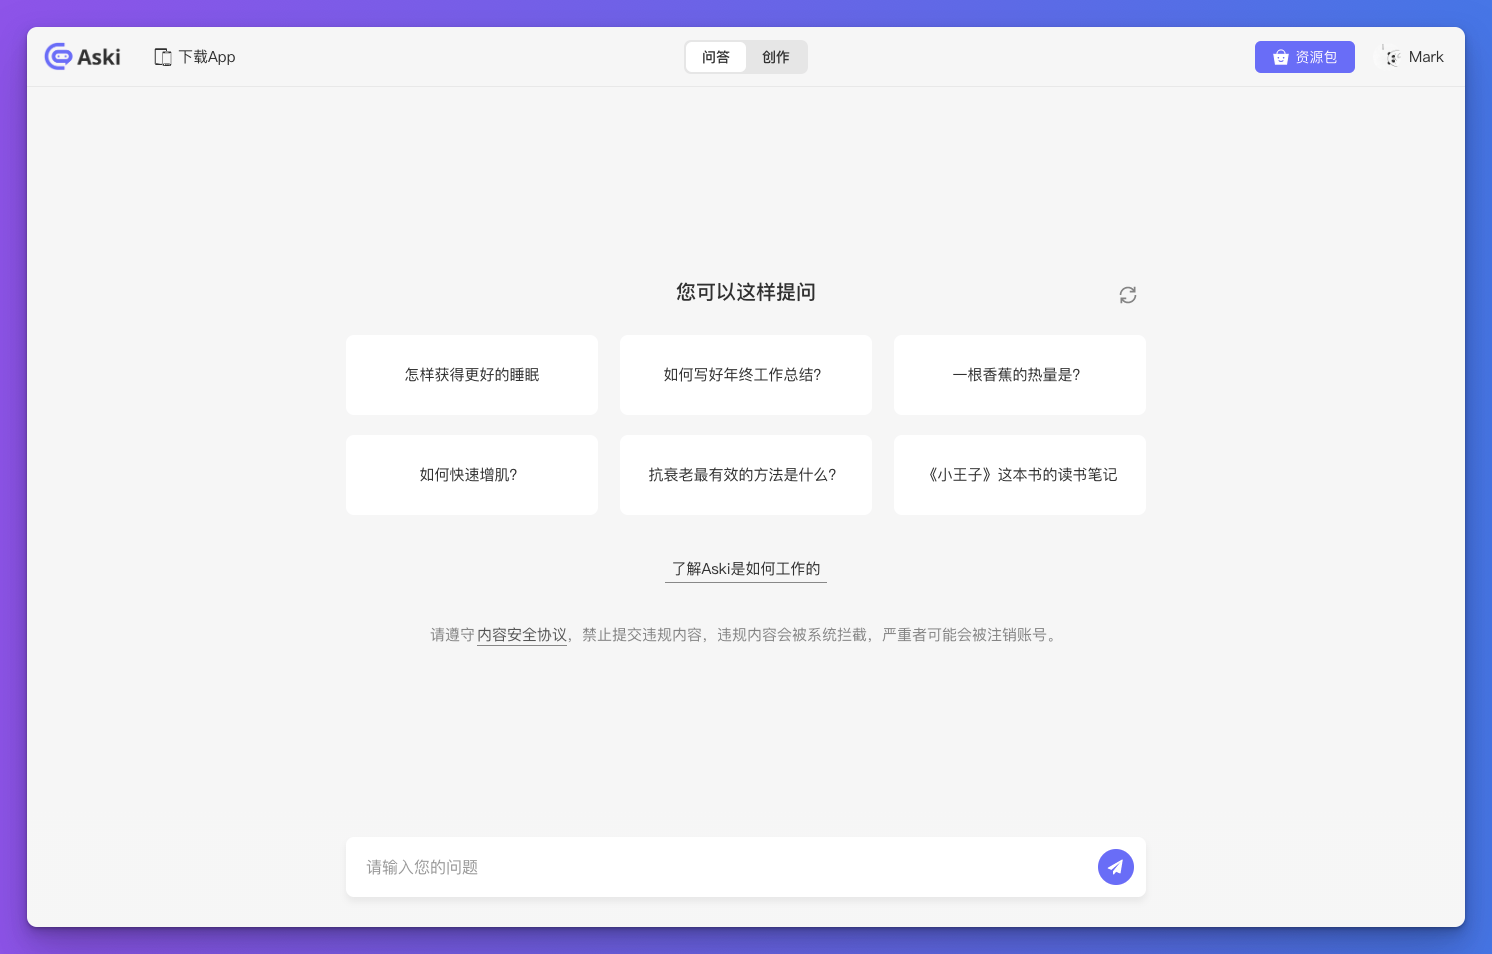 Aski 下载App 问答 创作 资源包 Mark
您可以这样提问
怎样获得更好的睡眠 如何写好年终工作总结? 一根香蕉的热量是?
如何快速增肌? 抗衰老最有效的方法是什么? 《小王子》这本书的读书笔记
了解Aski是如何工作的
请遵守内容安全协议，禁止提交违规内容，违规内容会被系统拦截，严重者可能会被注销账号。
请输入您的问题